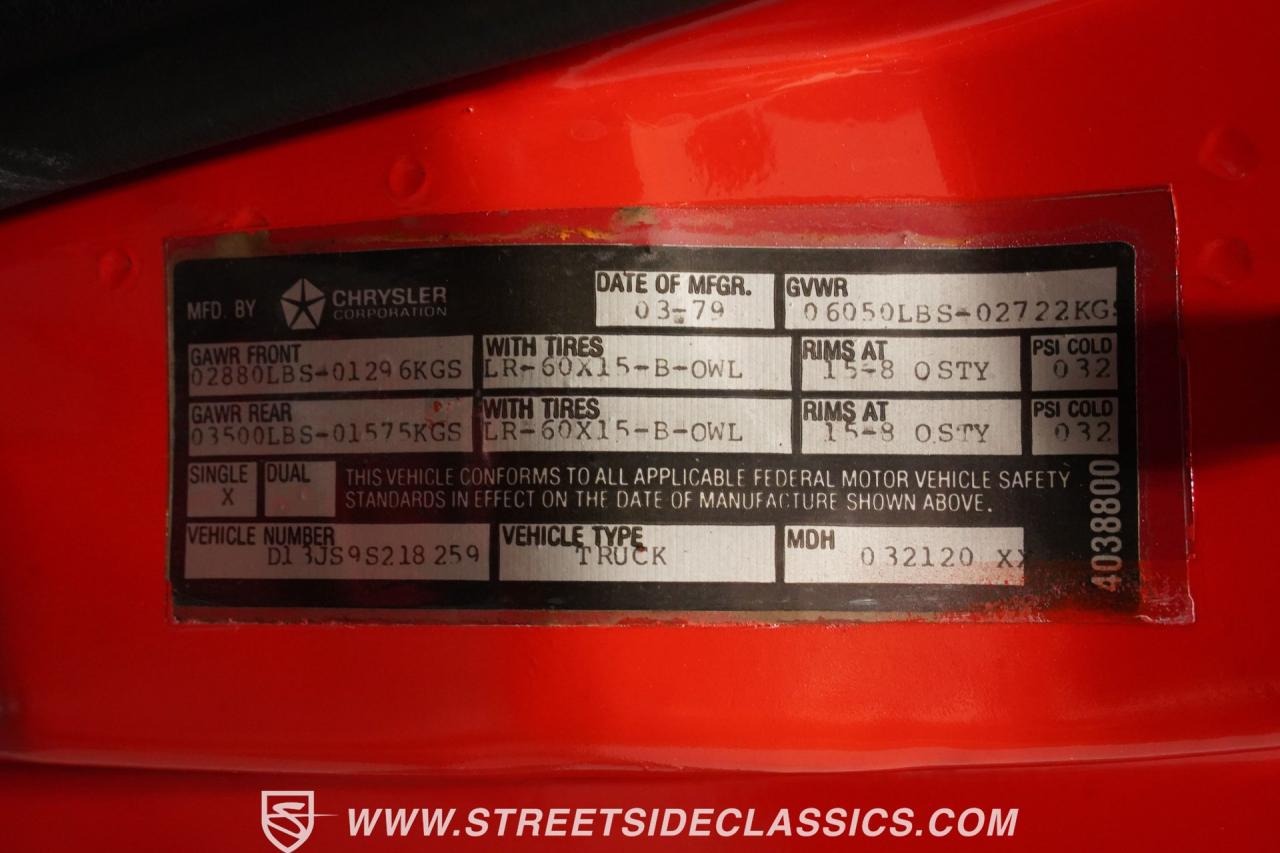 MFD. BY CHRYSLER CORPORATION
DATE OF MFGR.
03-79
GVWR
06050LBS-02722KGS
GAWR FRONT
02880LBS-01296KGS
WITH TIRES
LR-60X15-B-OWL
RIMS AT
15-8 OSTY
PSI COLD
032
GAWR REAR
03500LBS-01575KGS
WITH TIRES
LR-60X15-B-OWL
RIMS AT
15-8 OSTY
PSI COLD
032
SINGLE
X
DUAL
THIS VEHICLE CONFORMS TO ALL APPLICABLE FEDERAL MOTOR VEHICLE SAFETY
STANDARDS IN EFFECT ON THE DATE OF MANUFACTURE SHOWN ABOVE.
VEHICLE NUMBER
D13JS9S218259
VEHICLE TYPE
TRUCK
MDH
032120 XX
4038800
WWW.STREETSIDECLASSICS.COM